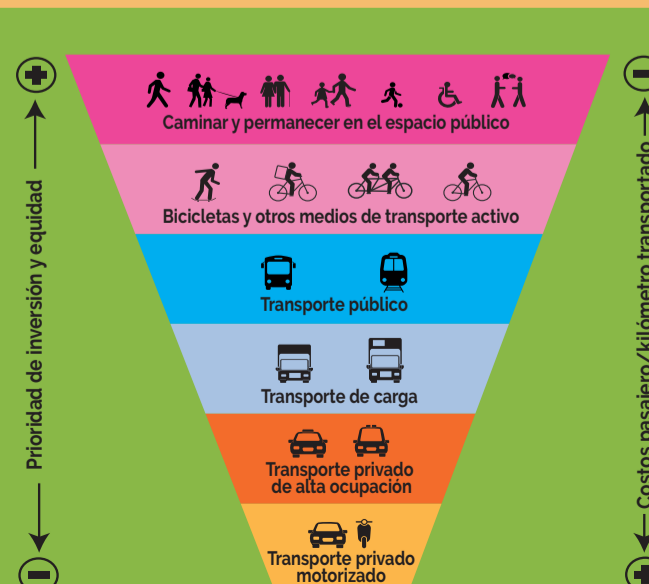 Caminar y permanecer en el espacio público
Bicicletas y otros medios de transporte activo
Transporte público
Transporte de carga
Transporte privado
de alta ocupación
Transporte privado
motorizado
Prioridad de inversión y equidad
Costos pasajero/kilómetro transportado